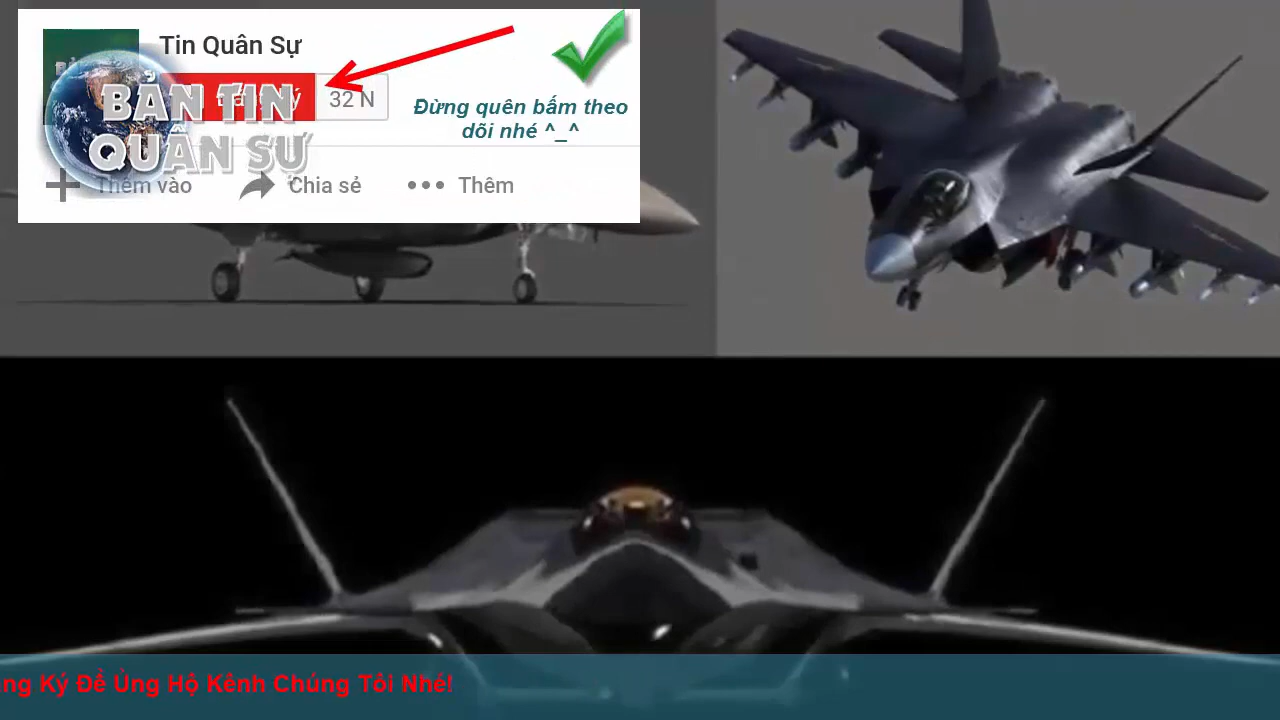 Tin Quân Sự
BẢN TIN
QUÂN SỰ
32 N
Đừng quên bấm theo
dõi nhé ^_^
Thêm vào
Chia sẻ
Thêm
Ký Để Ủng Hộ Kênh Chúng Tôi Nhé!